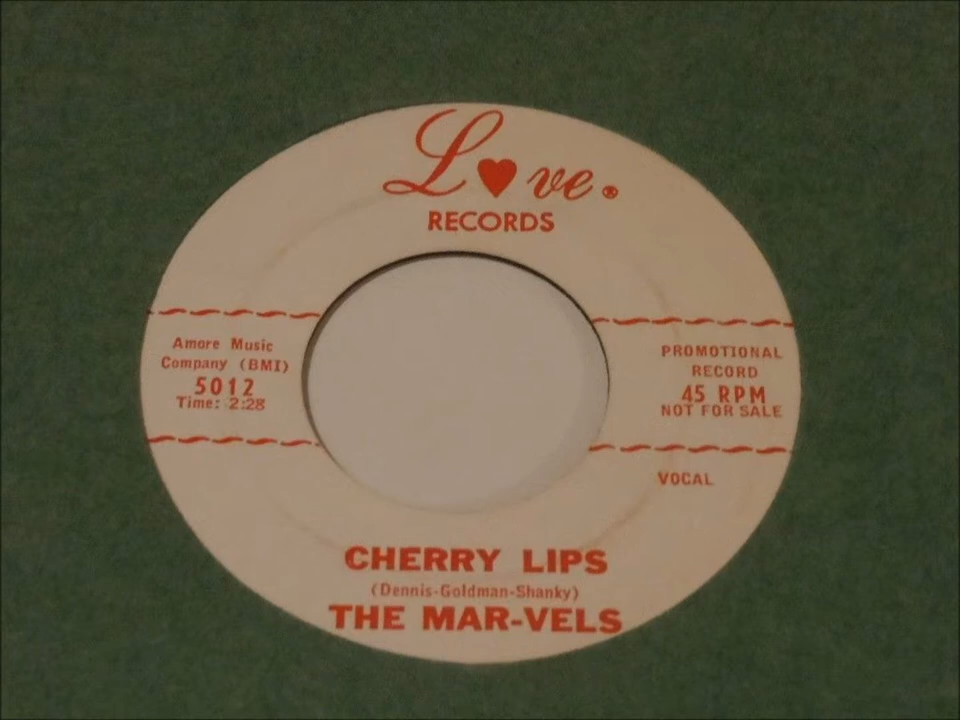 L♥ve.
RECORDS
Amore Music
Company (BMI)
5012
Time: 2:28
PROMOTIONAL
RECORD
45 RPM
NOT FOR SALE
VOCAL
CHERRY LIPS
(Dennis-Goldman-Shanky)
THE MAR-VELS